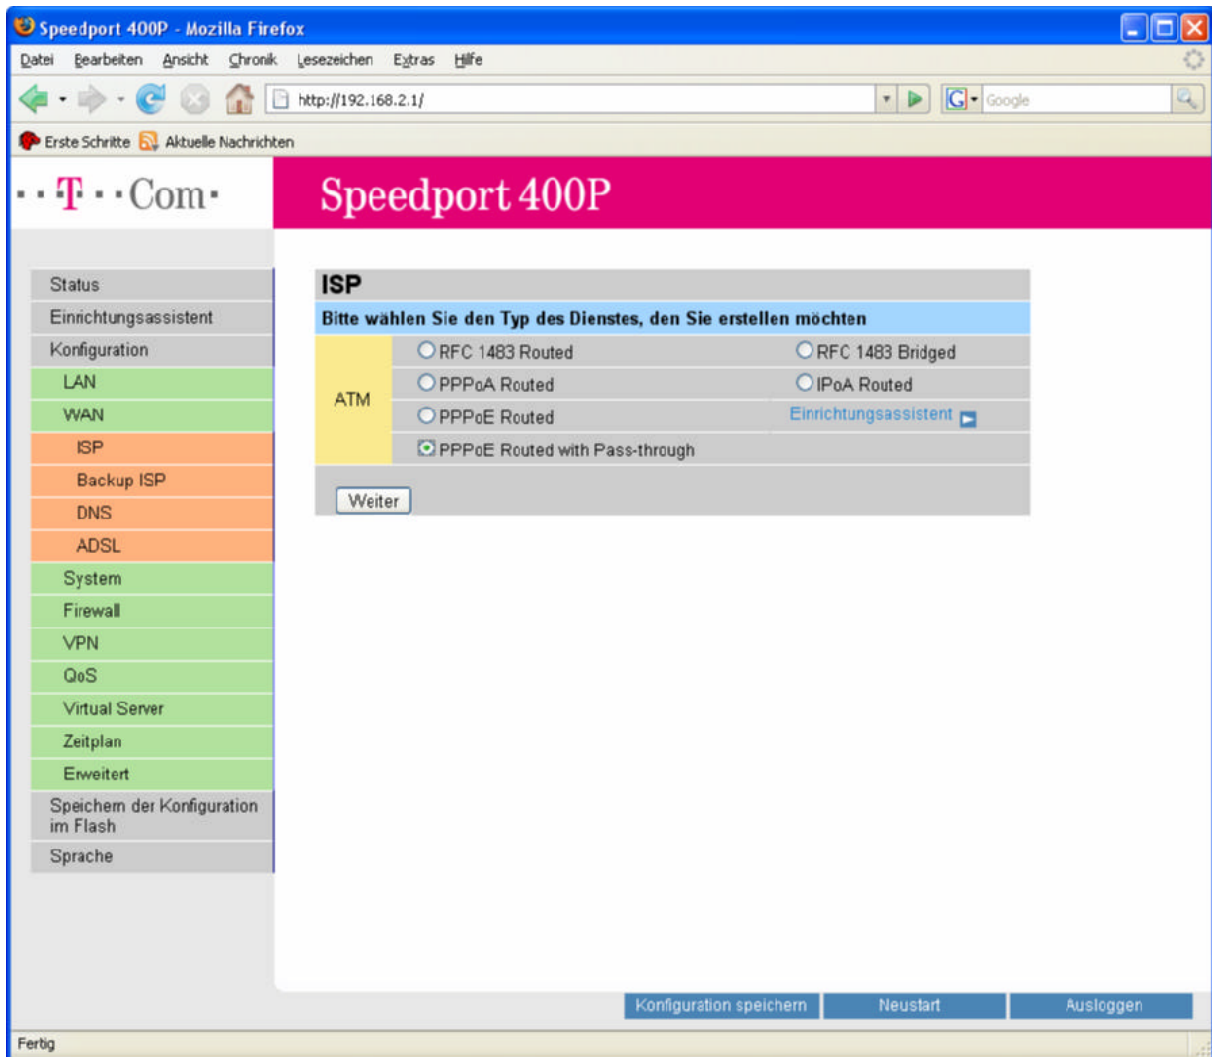 Speedport 400P - Mozilla Firefox
Datei Bearbeiten Ansicht Chronik Lesezeichen Extras Hilfe
http://192.168.2.1/
G Google
Erste Schritte Aktuelle Nachrichten
T Com
Speedport 400P
Status
Einrichtungsassistent
Konfiguration
LAN
WAN
ISP
Backup ISP
DNS
ADSL
System
Firewall
VPN
QoS
Virtual Server
Zeitplan
Erweitert
Speichern der Konfiguration
im Flash
Sprache
ISP
Bitte wählen Sie den Typ des Dienstes, den Sie erstellen möchten
ATM
RFC 1483 Routed RFC 1483 Bridged
PPPoA Routed IPoA Routed
PPPoE Routed Einrichtungsassistent
PPPoE Routed with Pass-through
Weiter
Konfiguration speichern Neustart Ausloggen
Fertig